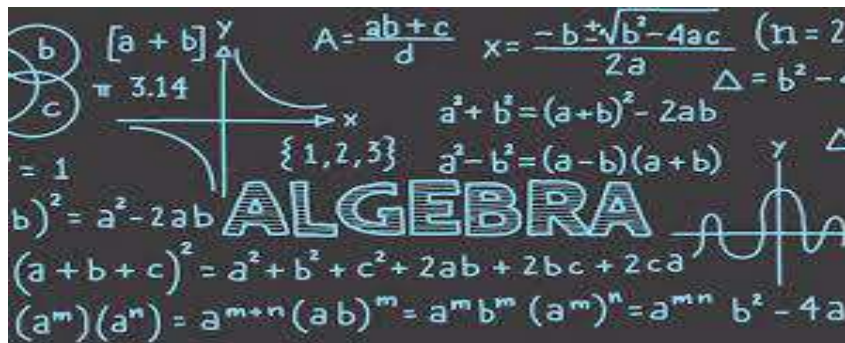 b [a + b] y A = ab + c / d x = -b ± √b² - 4ac / 2a (n = 2
c π 3.14 x Δ = b² - 4
a² + b² = (a+b)² - 2ab
{1,2,3} a² - b² = (a-b)(a+b) y Δ
= 1
b)² = a² - 2ab ALGEBRA
(a + b + c)² = a² + b² + c² + 2ab + 2bc + 2ca
(aᵐ)(aⁿ) = aᵐ⁺ⁿ (ab)ᵐ = aᵐbᵐ (aᵐ)ⁿ = aᵐⁿ b² - 4a